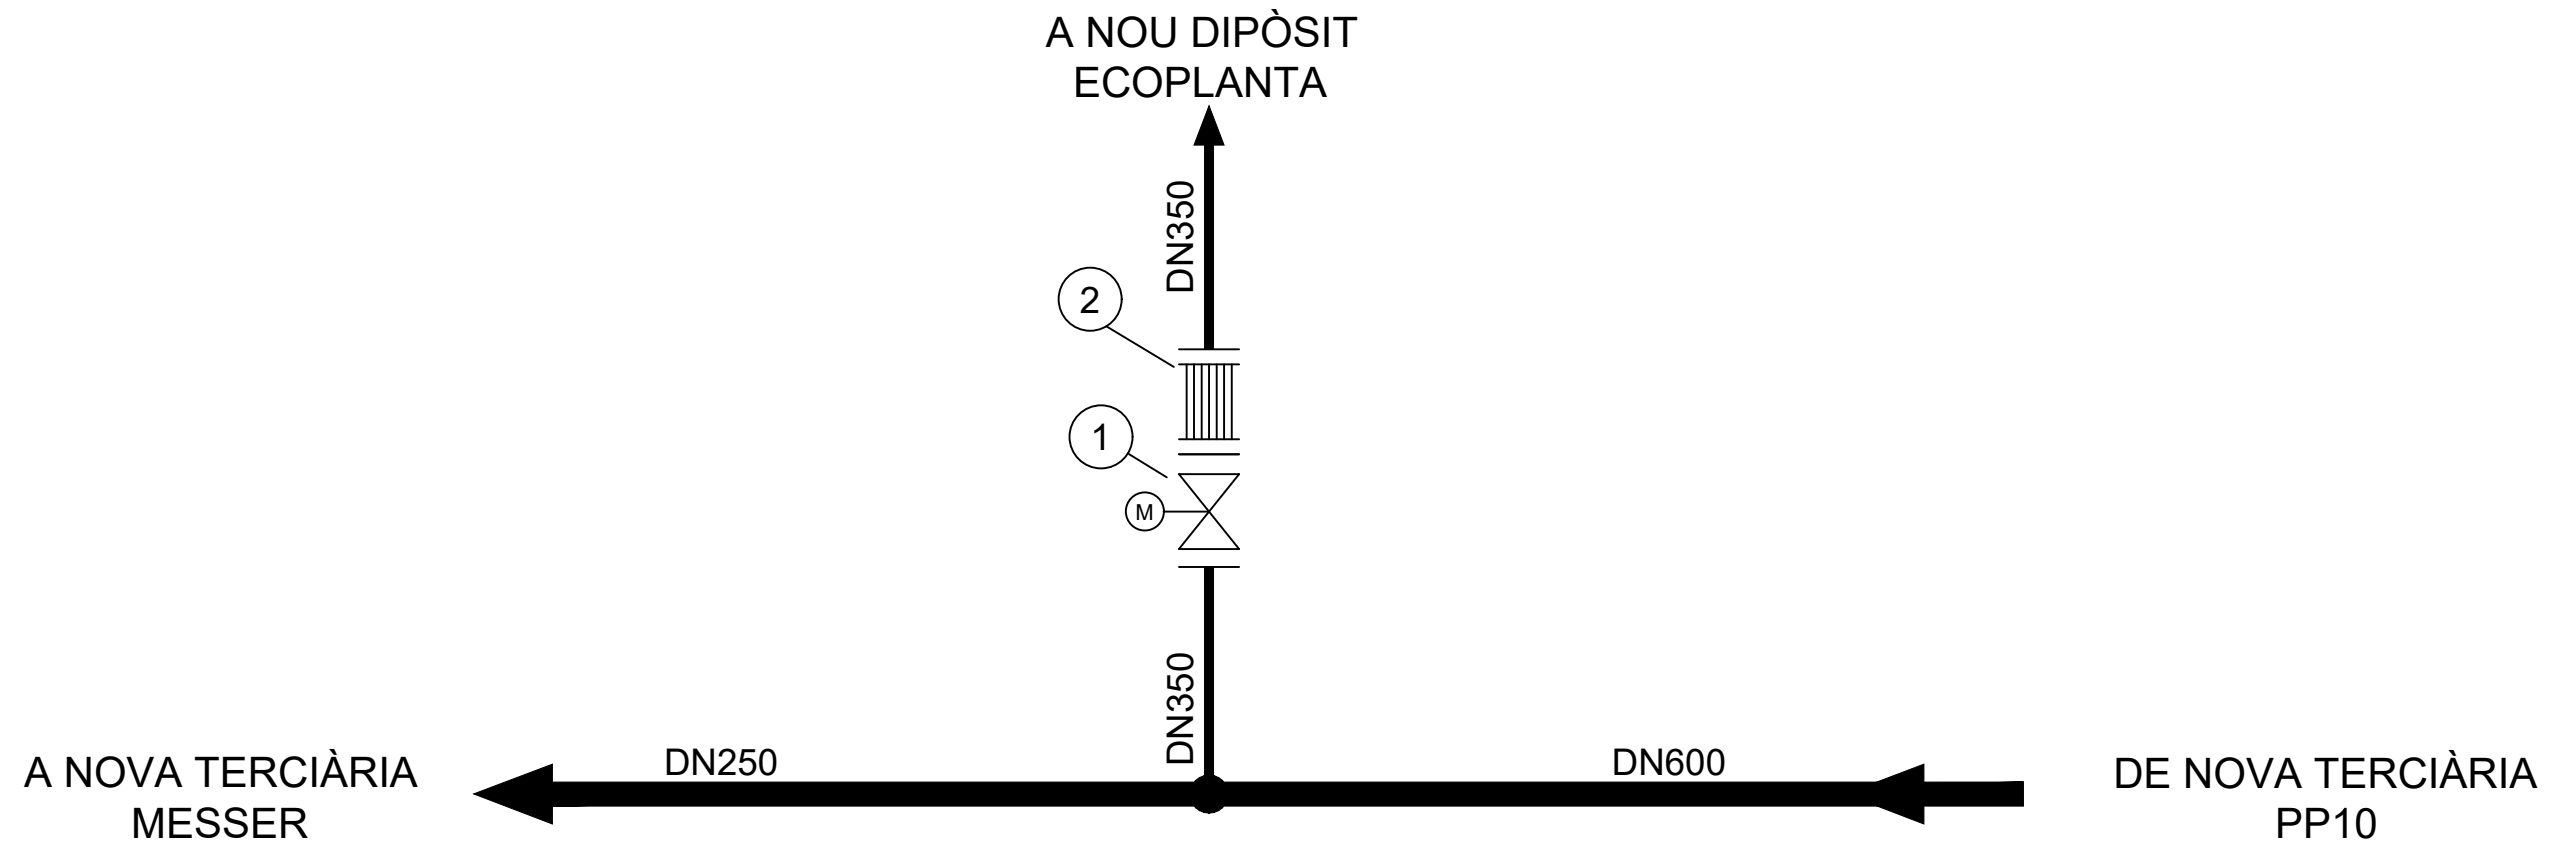 A NOU DIPÒSIT
ECOPLANTA
DN350
2
1
M
DN350
DN250
DN600
A NOVA TERCIÀRIA
MESSER
DE NOVA TERCIÀRIA
PP10